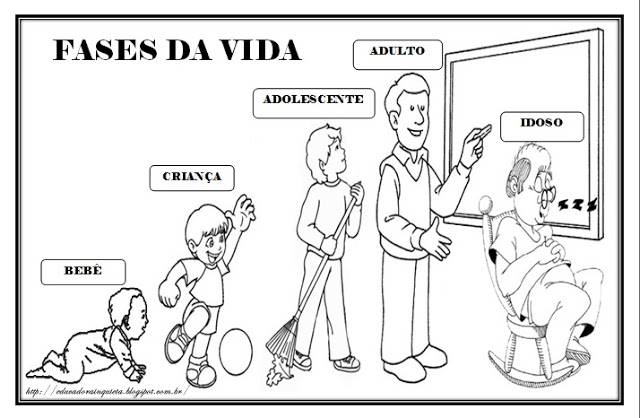 FASES DA VIDA
ADULTO
ADOLESCENTE
IDOSO
CRIANÇA
BEBÊ
z z z
http://educadorainquieta.blogspot.com.br/